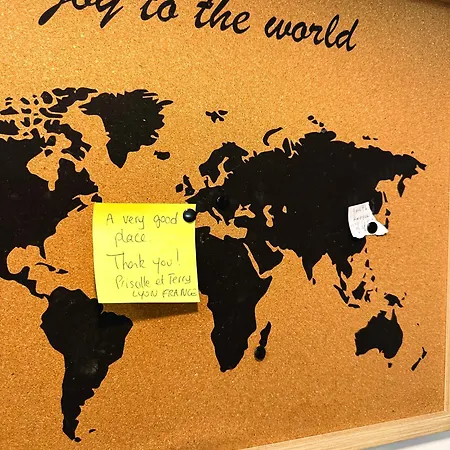 Joy to the world
A very good
place.
Thank you!
Priscille et Terry
LYON FRANCE